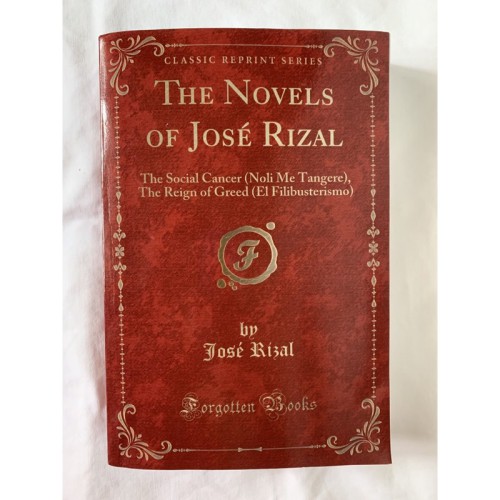 CLASSIC REPRINT SERIES
THE NOVELS
OF JOSÉ RIZAL
The Social Cancer (Noli Me Tangere),
The Reign of Greed (El Filibusterismo)
F
by
José Rizal
Forgotten Books